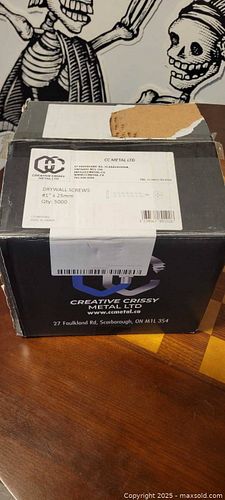 CC METAL LTD
CREATIVE CRISSY
METAL LTD
DRYWALL SCREWS
#1" x 25mm
Qty: 5000
CREATIVE CRISSY
METAL LTD
www.ccmetal.ca
27 Faulkland Rd, Scarborough, ON M1L 3S4
Copyright © 2025 - maxsold.com